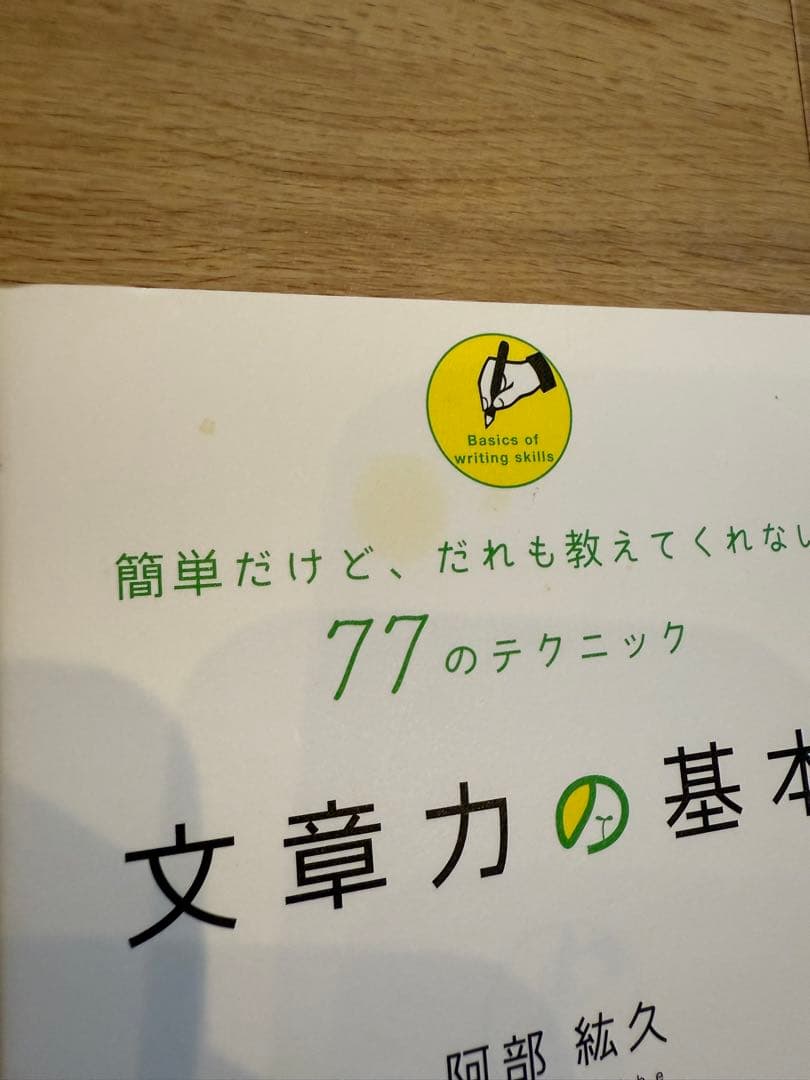 Basics of
writing skills
簡単だけど、だれも教えてくれない
77のテクニック
文章力の基本
阿部 紘久